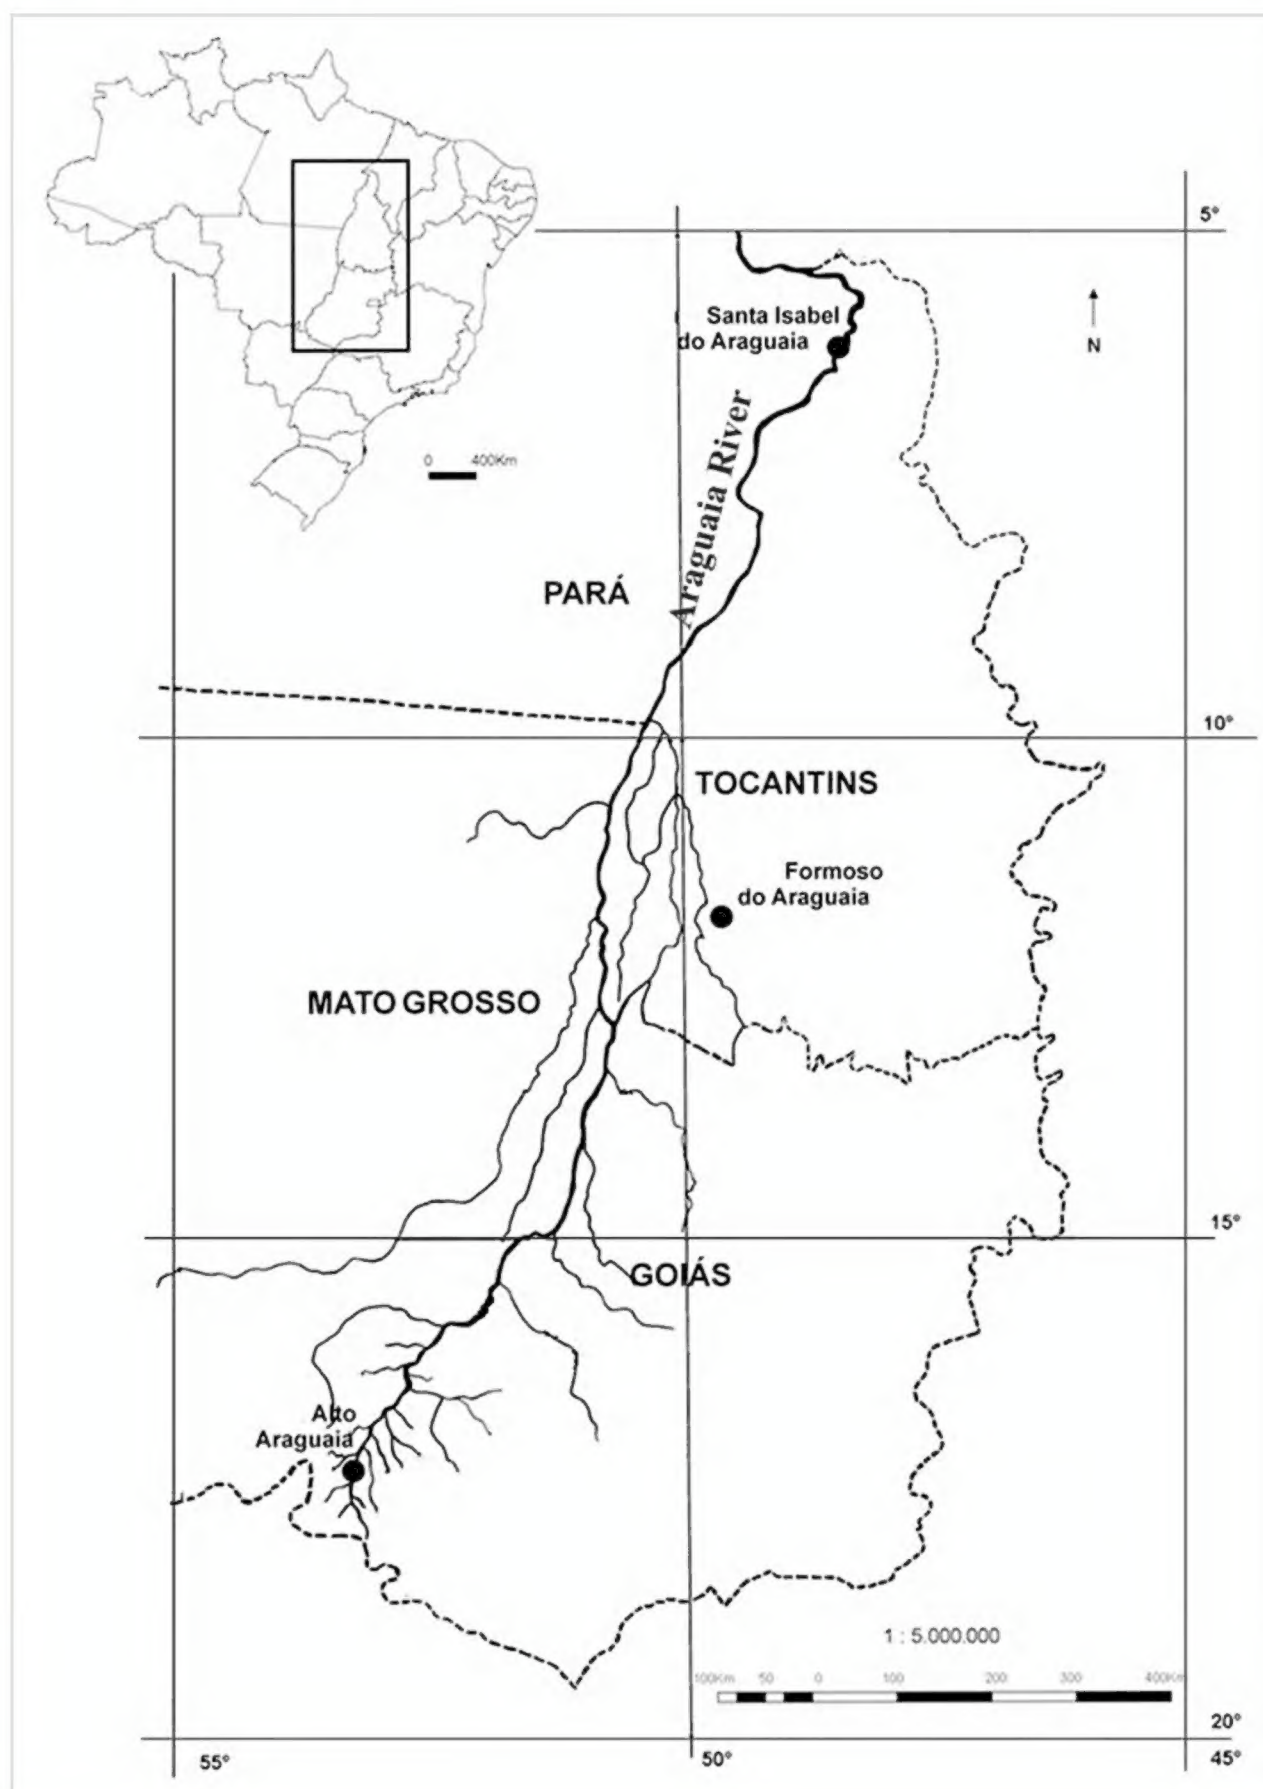 0 400Km
5°
Santa Isabel
do Araguaia
N
Araguaia River
PARÁ
10°
TOCANTINS
Formoso
do Araguaia
MATO GROSSO
15°
GOIÁS
Alto
Araguaia
1 : 5.000.000
100Km 50 0 100 200 300 400Km
20°
55° 50° 45°